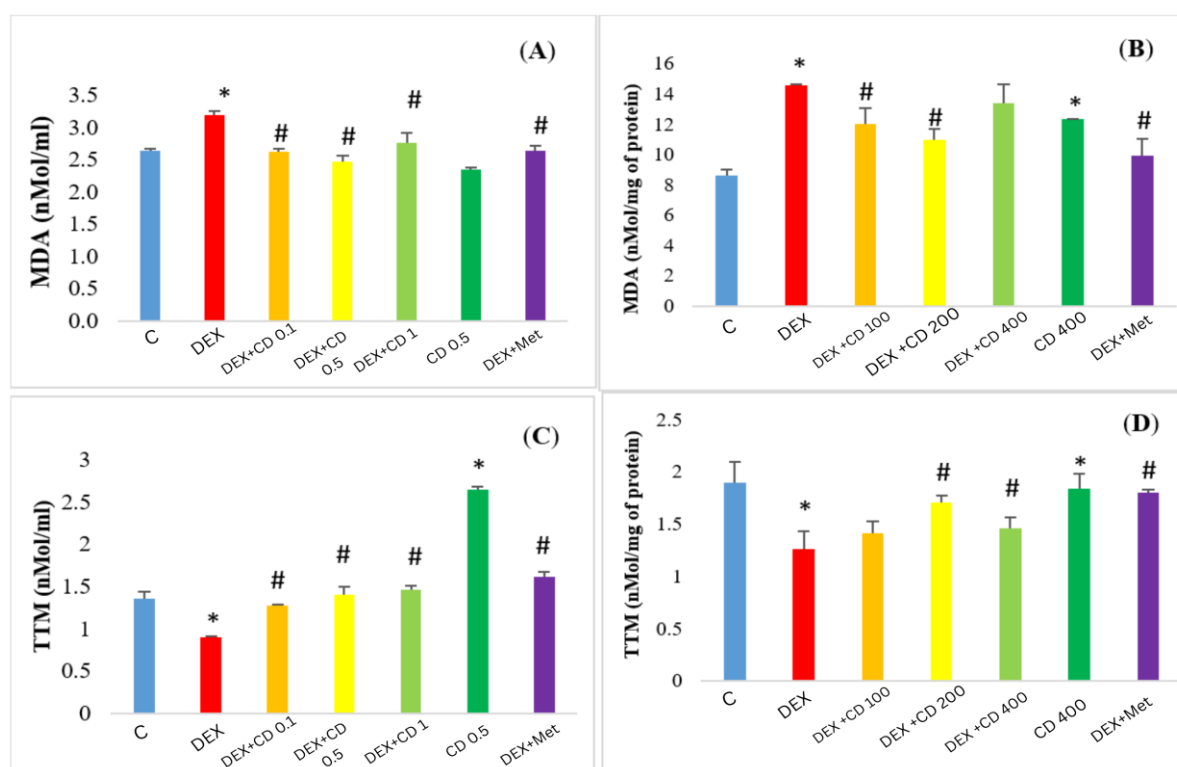 (A)
MDA (nMol/ml)
3.5
3.0
2.5
2.0
1.5
1.0
0.5
0.0
*
#
#
#
#
C
DEX
DEX+CD 0.1
DEX+CD
0.5
DEX+CD 1
CD 0.5
DEX+Met
(B)
MDA (nMol/mg of protein)
16
14
12
10
8
6
4
2
0
*
#
#
*
#
C
DEX
DEX +CD 100
DEX +CD 200
DEX +CD 400
CD 400
DEX+Met
(C)
TTM (nMol/ml)
3
2.5
2
1.5
1
0.5
0
*
#
#
#
*
#
C
DEX
DEX+CD 0.1
DEX+CD
0.5
DEX+CD 1
CD 0.5
DEX+Met
(D)
TTM (nMol/mg of protein)
2.5
2
1.5
1
0.5
0
*
#
#
*
#
C
DEX
DEX +CD 100
DEX +CD 200
DEX +CD 400
CD 400
DEX+Met